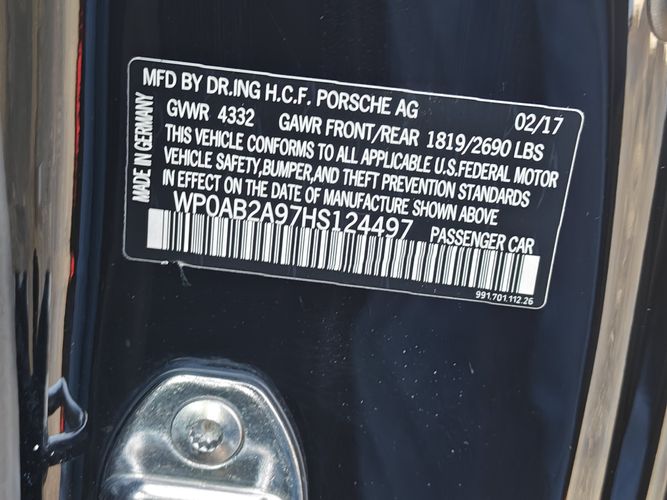 MFD BY DR.ING H.C.F. PORSCHE AG 02/17
GVWR 4332 GAWR FRONT/REAR 1819/2690 LBS
THIS VEHICLE CONFORMS TO ALL APPLICABLE U.S.FEDERAL MOTOR
VEHICLE SAFETY,BUMPER,AND THEFT PREVENTION STANDARDS
IN EFFECT ON THE DATE OF MANUFACTURE SHOWN ABOVE
WP0AB2A97HS124497 PASSENGER CAR
991.701.112.26
MADE IN GERMANY